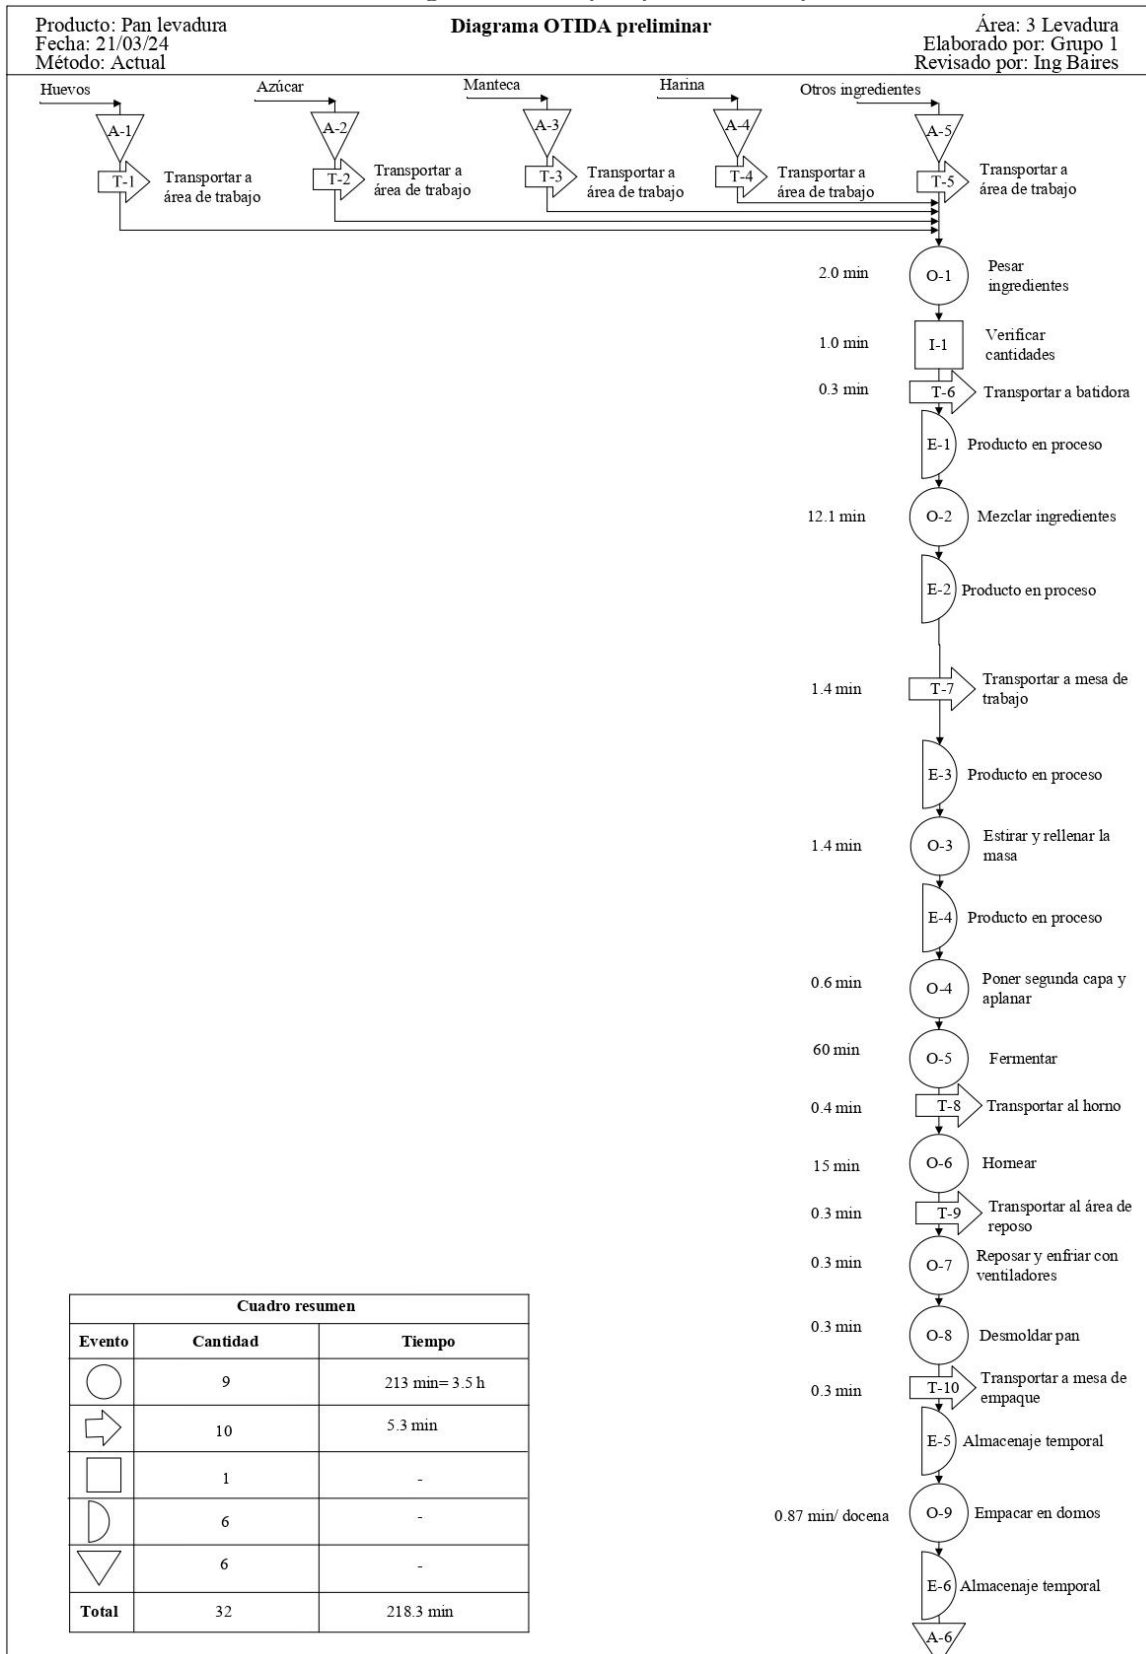 Producto: Pan levadura
Fecha: 21/03/24
Método: Actual
Diagrama OTIDA preliminar
Área: 3 Levadura
Elaborado por: Grupo 1
Revisado por: Ing Baires
Huevos
Azúcar
Manteca
Harina
Otros ingredientes
A-1
A-2
A-3
A-4
A-5
T-1
Transportar a
área de trabajo
T-2
Transportar a
área de trabajo
T-3
Transportar a
área de trabajo
T-4
Transportar a
área de trabajo
T-5
Transportar a
área de trabajo
2.0 min
O-1
Pesar
ingredientes
1.0 min
I-1
Verificar
cantidades
0.3 min
T-6
Transportar a batidora
E-1
Producto en proceso
12.1 min
O-2
Mezclar ingredientes
E-2
Producto en proceso
1.4 min
T-7
Transportar a mesa de
trabajo
E-3
Producto en proceso
1.4 min
O-3
Estirar y rellenar la
masa
E-4
Producto en proceso
0.6 min
O-4
Poner segunda capa y
aplanar
60 min
O-5
Fermentar
0.4 min
T-8
Transportar al horno
15 min
O-6
Hornear
0.3 min
T-9
Transportar al área de
reposo
0.3 min
O-7
Reposar y enfriar con
ventiladores
0.3 min
O-8
Desmoldar pan
0.3 min
T-10
Transportar a mesa de
empaque
E-5
Almacenaje temporal
0.87 min/ docena
O-9
Empacar en domos
E-6
Almacenaje temporal
A-6
Cuadro resumen
Evento Cantidad Tiempo
9 213 min= 3.5 h
10 5.3 min
1 -
6 -
6 -
Total 32 218.3 min